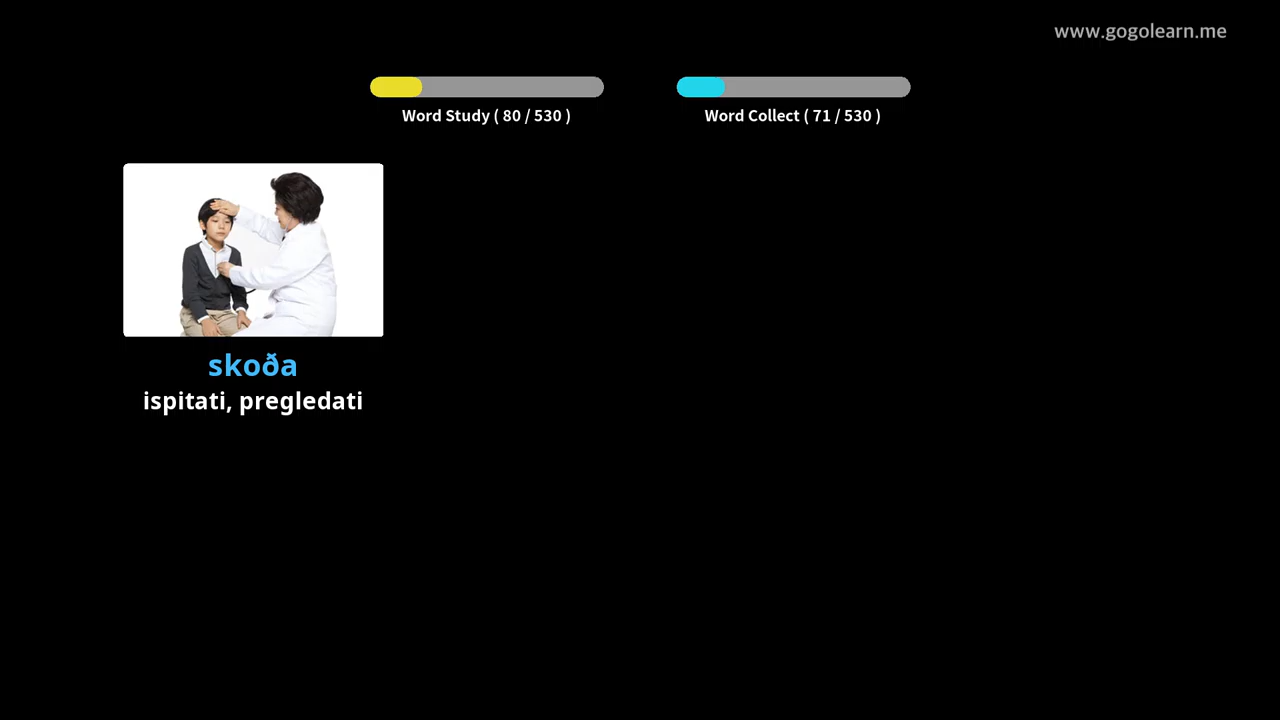 www.gogolearn.me
Word Study ( 80 / 530 )
Word Collect ( 71 / 530 )
skoða
ispitati, pregledati